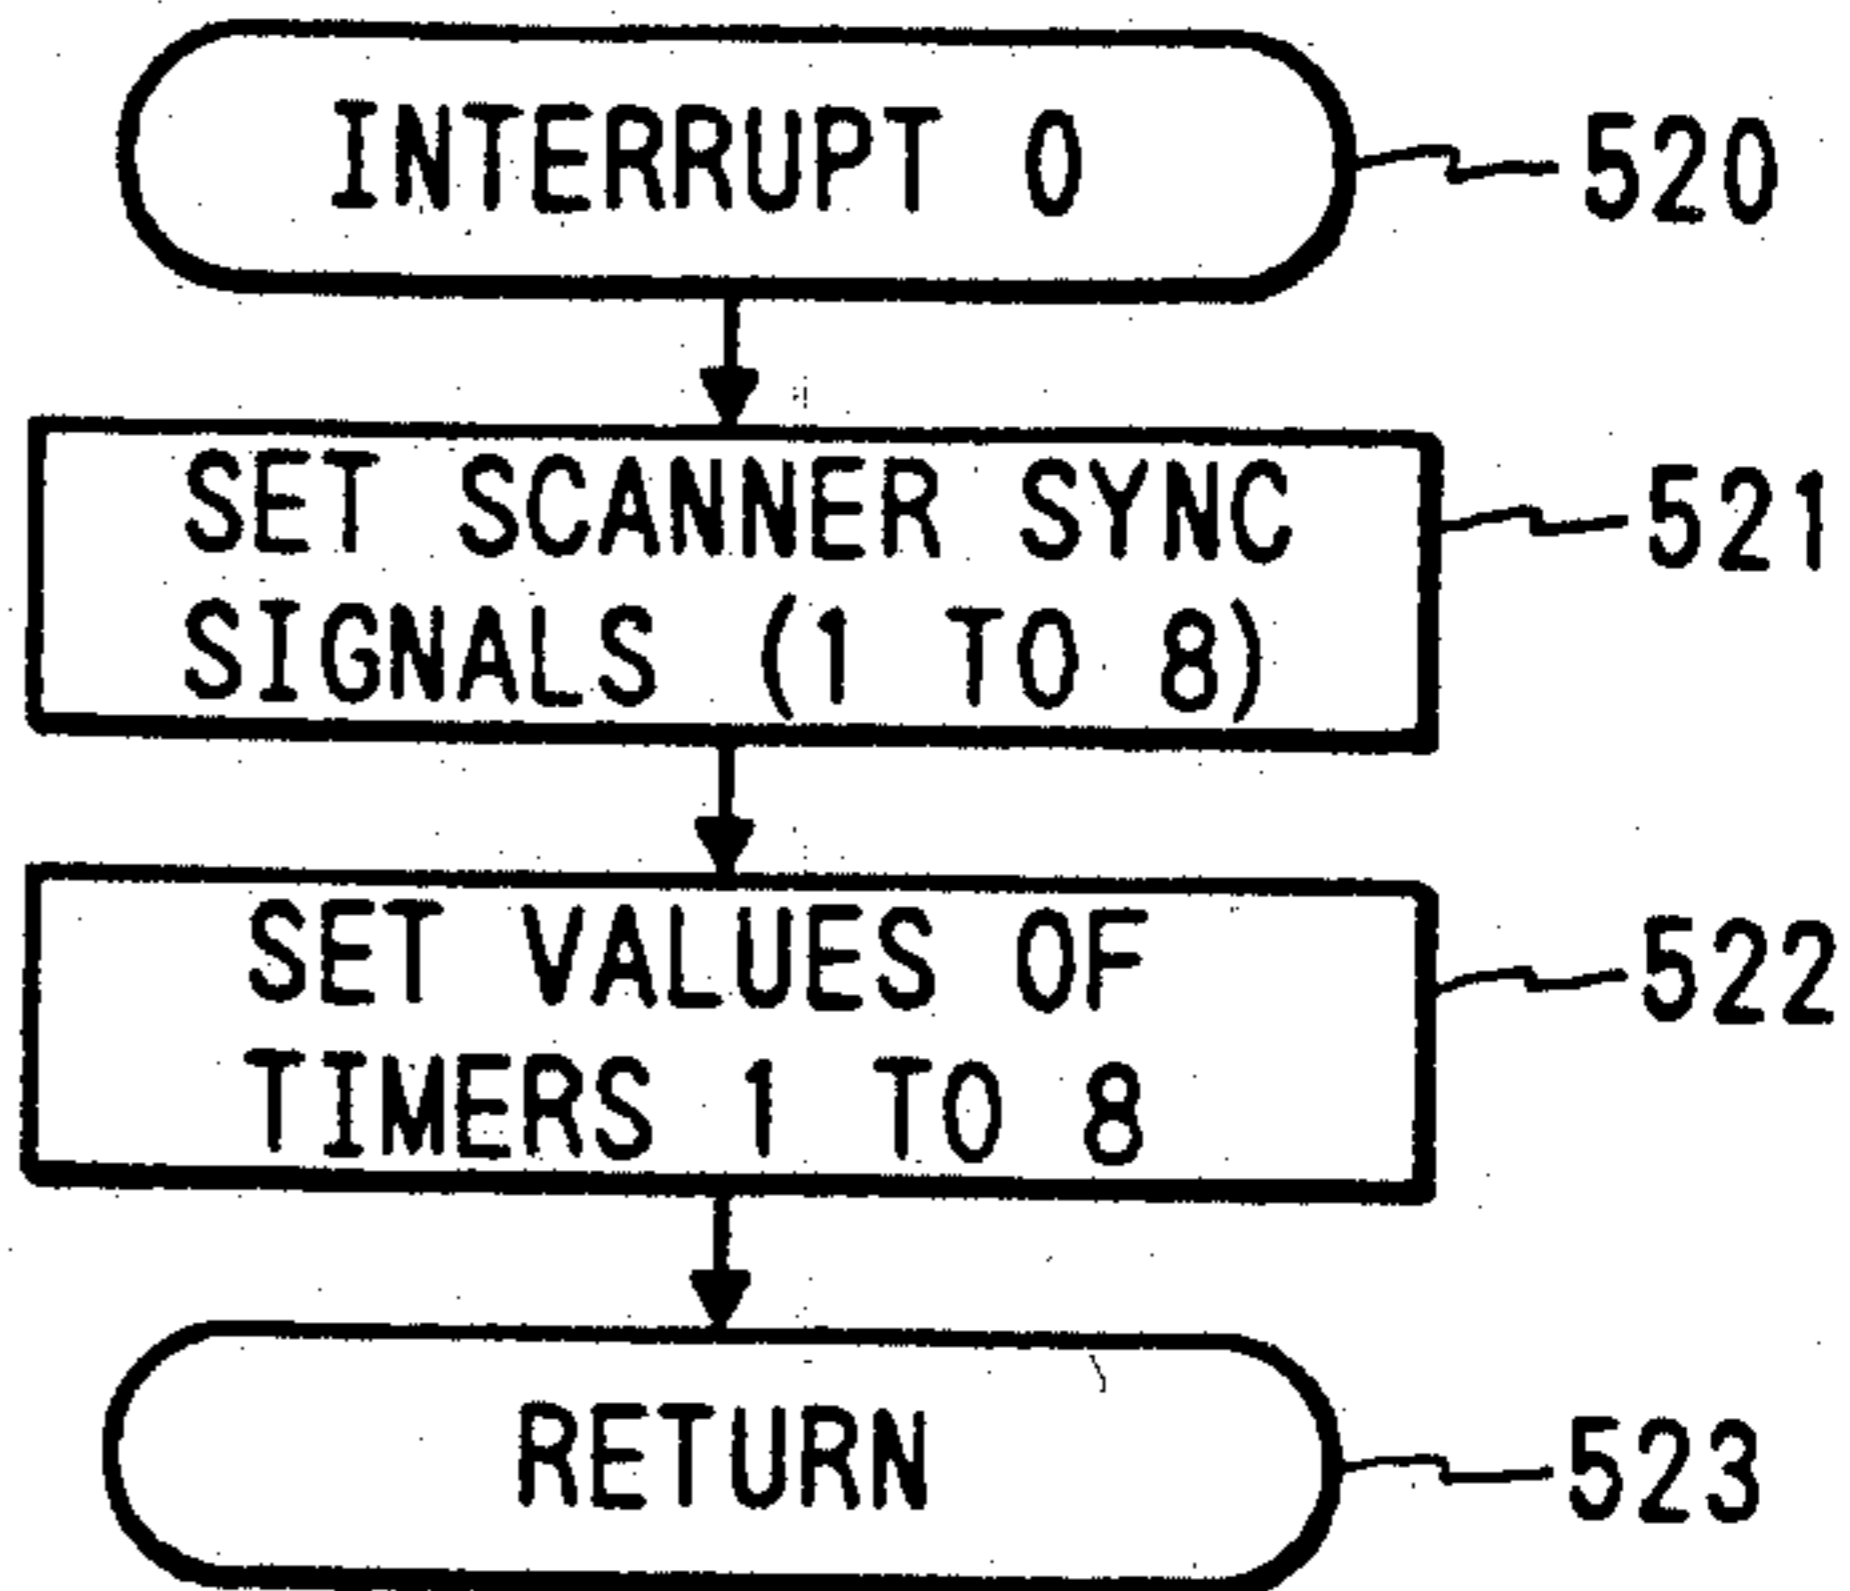 INTERRUPT 0
520
SET SCANNER SYNC
SIGNALS (1 TO 8)
521
SET VALUES OF
TIMERS 1 TO 8
522
RETURN
523